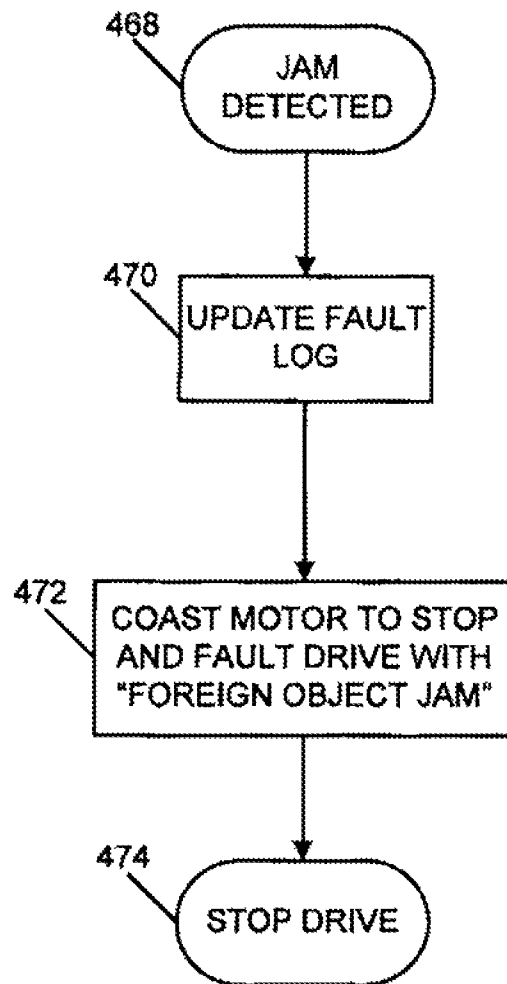 468
JAM
DETECTED
470
UPDATE FAULT
LOG
472
COAST MOTOR TO STOP
AND FAULT DRIVE WITH
"FOREIGN OBJECT JAM"
474
STOP DRIVE